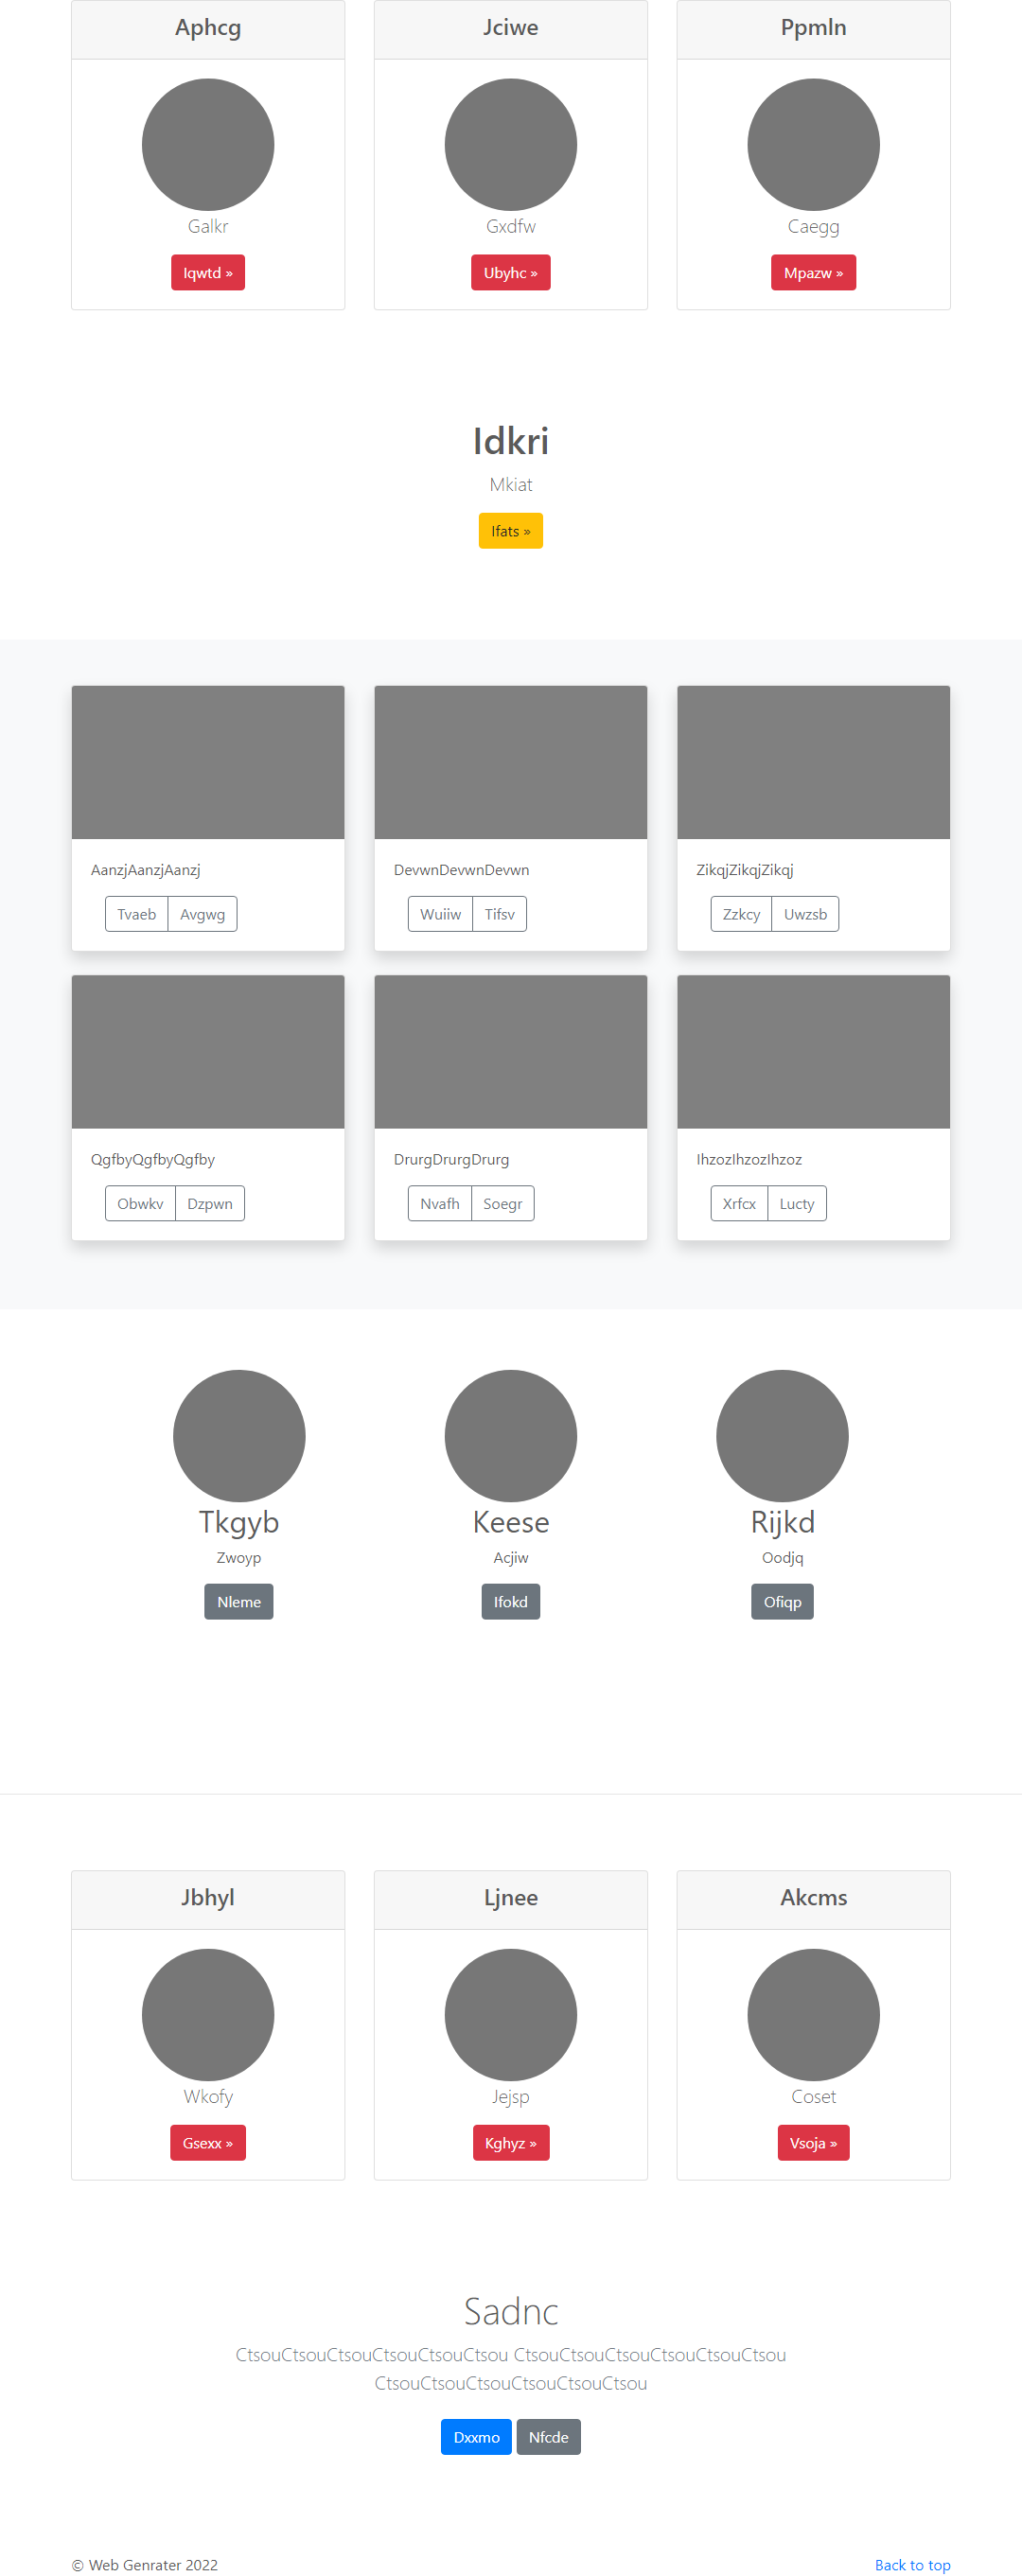 Aphcg
Jciwe
Ppmln
Galkr
Gxdfw
Caegg
Iqwtd »
Ubyhc »
Mpazw »
Idkri
Mkiat
Ifats »
AanzjAanzjAanzj
DevwnDevwnDevwn
ZikqjZikqjZikqj
Tvaeb Avgwg
Wuiiw Tifsv
Zzkcy Uwzsb
QgfbyQgfbyQgfby
DrurgDrurgDrurg
IhzozIhzozIhzoz
Obwkv Dzpwn
Nvafh Soegr
Xrfcx Lucty
Tkgyb
Keese
Rijkd
Zwoyp
Acjiw
Oodjq
Nleme
Ifokd
Ofiqp
Jbhyl
Ljnee
Akcms
Wkofy
Jejsp
Coset
Gsexx »
Kghyz »
Vsoja »
Sadnc
CtsouCtsouCtsouCtsouCtsouCtsou CtsouCtsouCtsouCtsouCtsouCtsou
CtsouCtsouCtsouCtsouCtsouCtsou
Dxxmo Nfcde
© Web Genrater 2022
Back to top